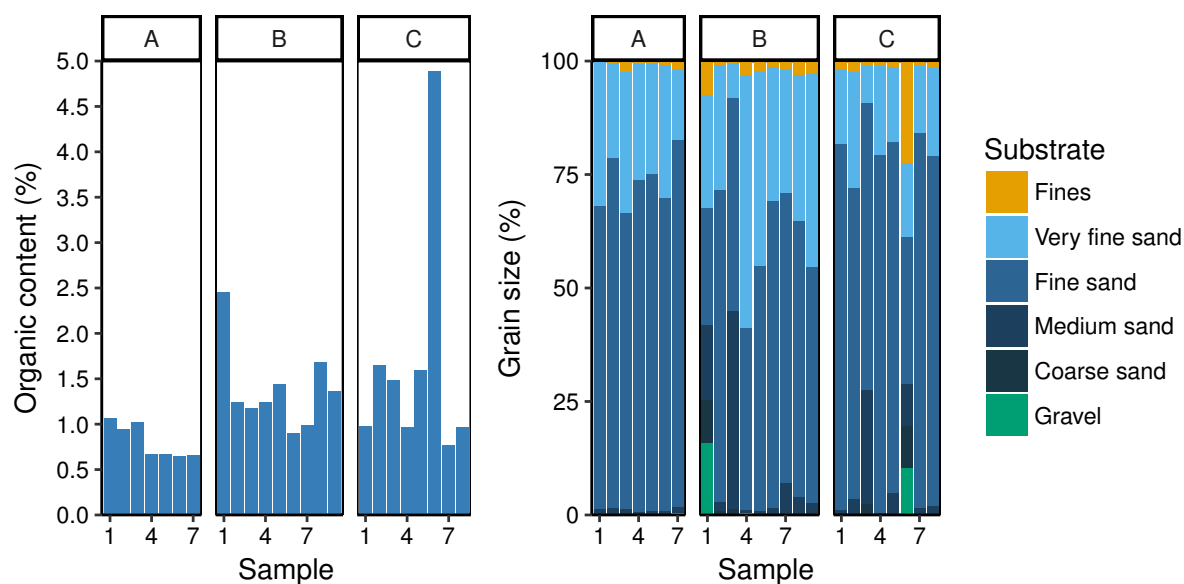 A B C
Organic content (%)
5.0
4.5
4.0
3.5
3.0
2.5
2.0
1.5
1.0
0.5
0.0
1 4 7 1 4 7 1 4 7
Sample
A B C
Grain size (%)
100
75
50
25
0
1 4 7 1 4 7 1 4 7
Sample
Substrate
Fines
Very fine sand
Fine sand
Medium sand
Coarse sand
Gravel